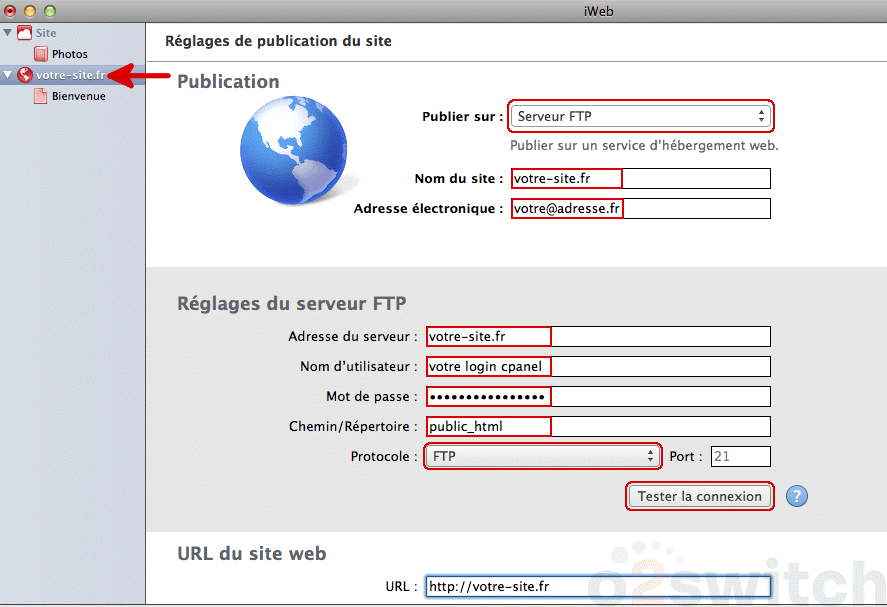 iWeb
Site
Photos
votre-site.fr
Bienvenue
Réglages de publication du site
Publication
Publier sur : Serveur FTP
Publier sur un service d'hébergement web.
Nom du site : votre-site.fr
Adresse électronique : votre@adresse.fr
Réglages du serveur FTP
Adresse du serveur : votre-site.fr
Nom d'utilisateur : votre login cpanel
Mot de passe : ••••••••••••••••
Chemin/Répertoire : public_html
Protocole : FTP Port : 21
Tester la connexion ?
URL du site web
URL : http://votre-site.fr
o2switch